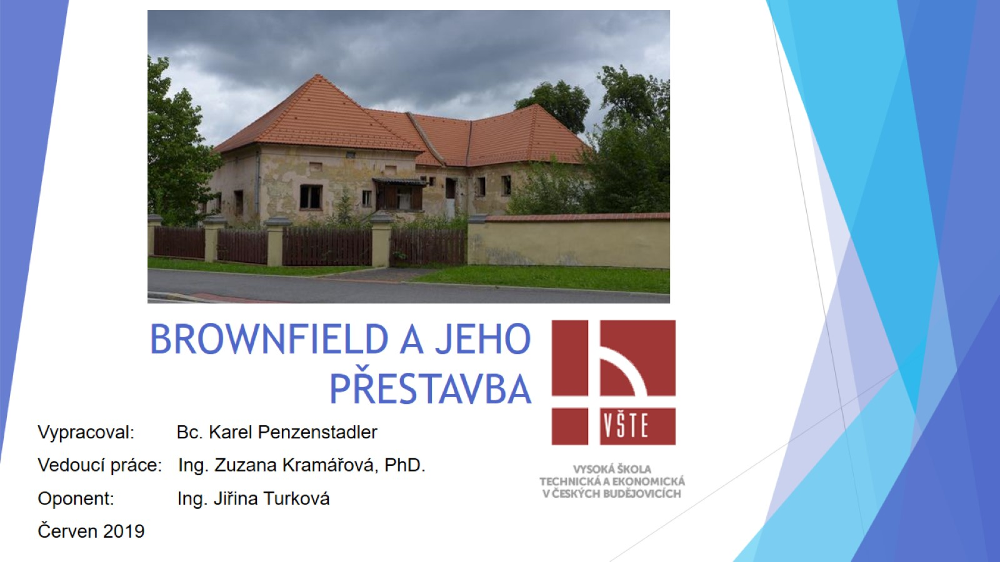 BROWNFIELD A JEHO
PŘESTAVBA
VŠTE
VYSOKÁ ŠKOLA
TECHNICKÁ A EKONOMICKÁ
V ČESKÝCH BUDĚJOVICÍCH
Vypracoval: Bc. Karel Penzenstadler
Vedoucí práce: Ing. Zuzana Kramářová, PhD.
Oponent: Ing. Jiřina Turková
Červen 2019